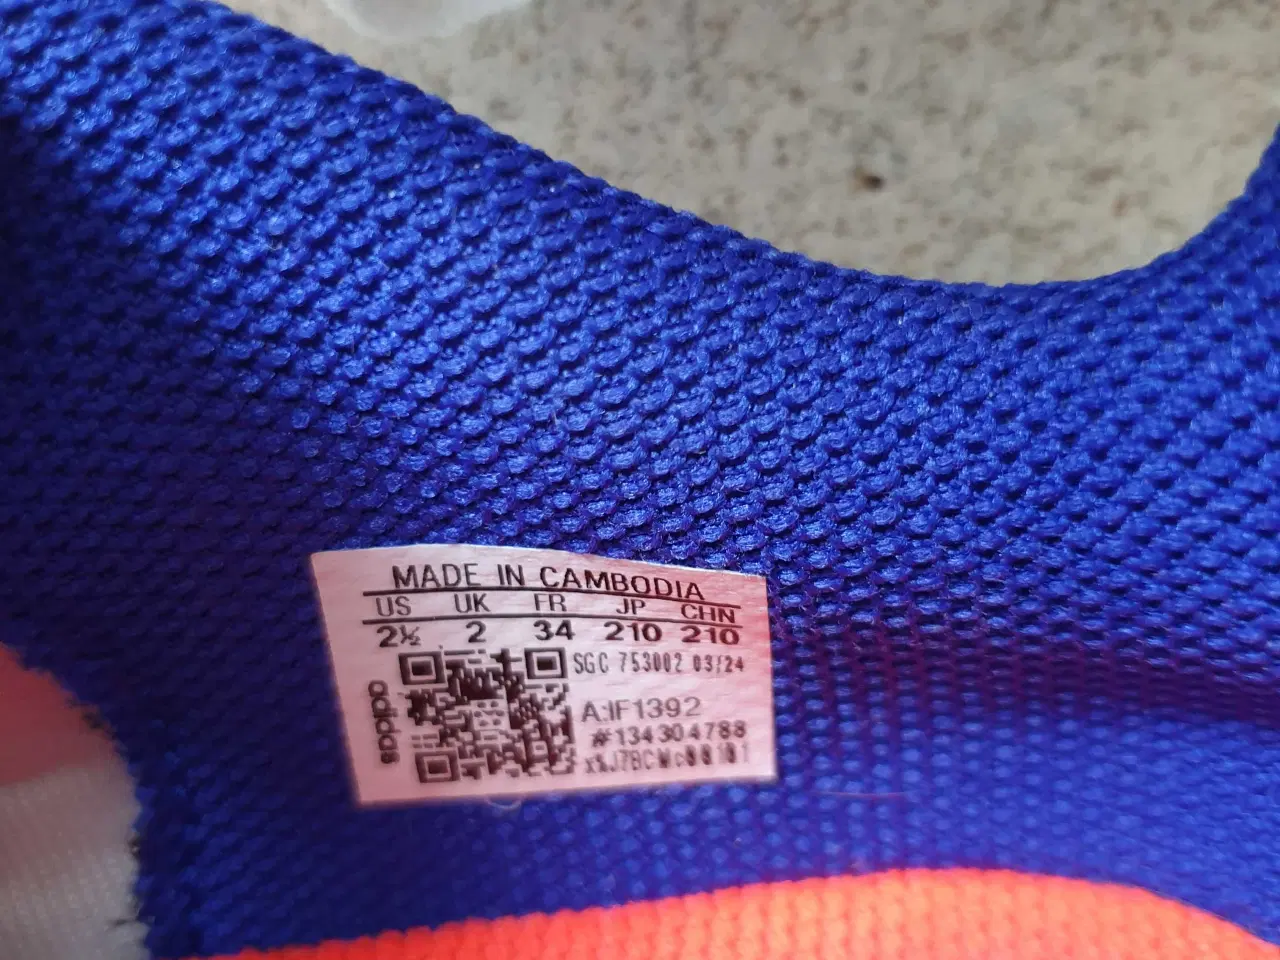 MADE IN CAMBODIA
US UK FR JP CHN
2½ 2 34 210 210
SGC 753002 03/24
adidas
A:IF1392
#134304788